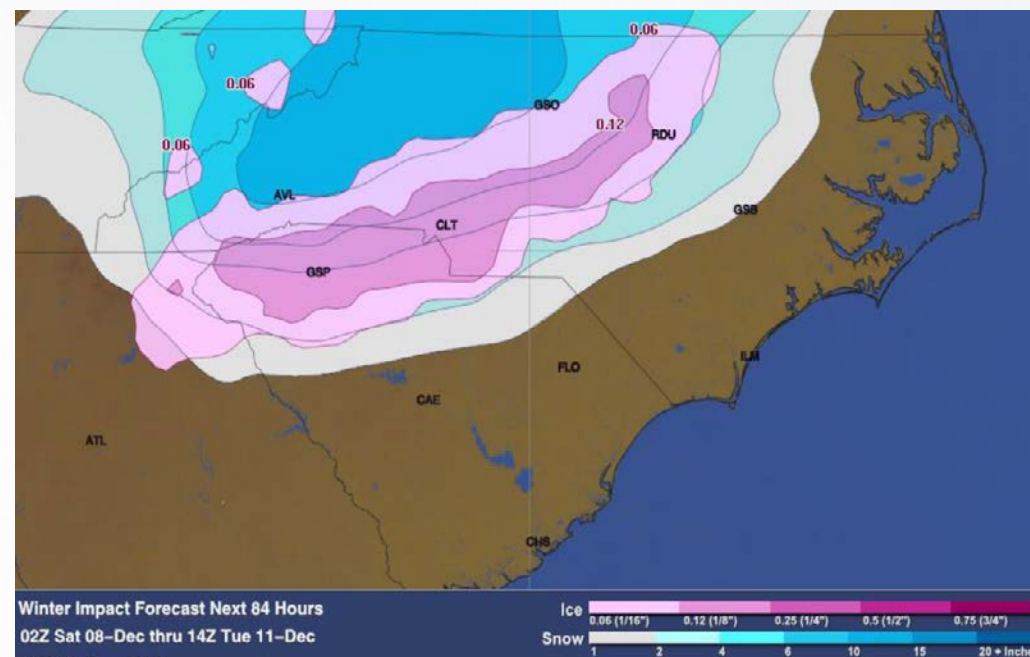 0.06
0.06
GSO
0.12
RDU
0.06
AVL
GSB
CLT
GSP
ILM
FLO
CAE
ATL
CHS
Winter Impact Forecast Next 84 Hours
02Z Sat 08-Dec thru 14Z Tue 11-Dec
Ice
0.06 (1/16") 0.12 (1/8") 0.25 (1/4") 0.5 (1/2") 0.75 (3/4")
Snow
1 2 4 6 10 15 20 + Inche